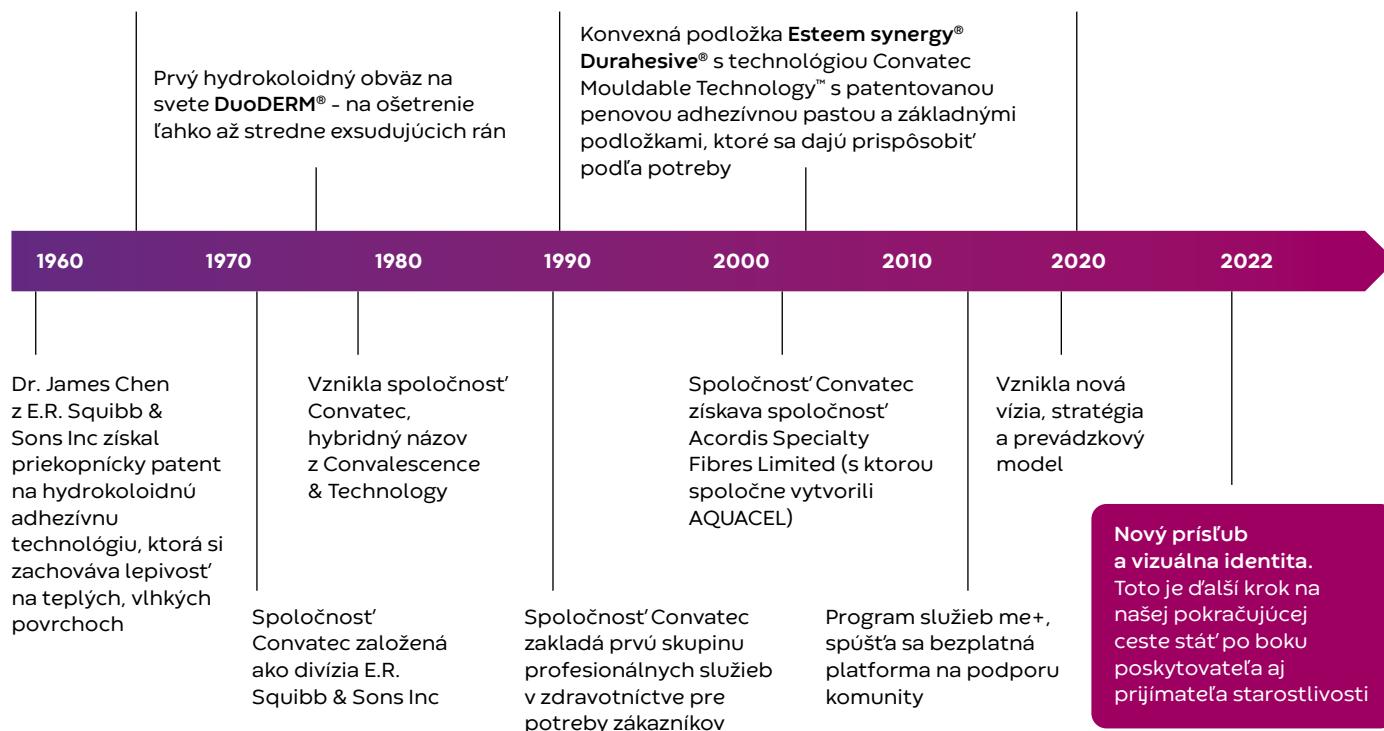 Prvý hydrokoloidný obväz na
svete DuoDERM® - na ošetrenie
ľahko až stredne exsudujúcich rán
Konvexná podložka Esteem synergy®
Durahesive® s technológiou Convatec
Mouldable Technology™ s patentovanou
penovou adhezívnou pastou a základnými
podložkami, ktoré sa dajú prispôsobiť
podľa potreby
1960 1970 1980 1990 2000 2010 2020 2022
Dr. James Chen
z E.R. Squibb &
Sons Inc získal
priekopnícky patent
na hydrokoloidnú
adhezívnu
technológiu, ktorá si
zachováva lepivosť
na teplých, vlhkých
povrchoch
Spoločnosť
Convatec založená
ako divízia E.R.
Squibb & Sons Inc
Vznikla spoločnosť
Convatec,
hybridný názov
z Convalescence
& Technology
Spoločnosť Convatec
zakladá prvú skupinu
profesionálnych služieb
v zdravotníctve pre
potreby zákazníkov
Spoločnosť Convatec
získava spoločnosť
Acordis Specialty
Fibres Limited (s ktorou
spoločne vytvorili
AQUACEL)
Program služieb me+,
spúšťa sa bezplatná
platforma na podporu
komunity
Vznikla nová
vízia, stratégia
a prevádzkový
model
Nový prísľub
a vizuálna identita.
Toto je ďalší krok na
našej pokračujúcej
ceste stáť po boku
poskytovateľa aj
prijímateľa starostlivosti